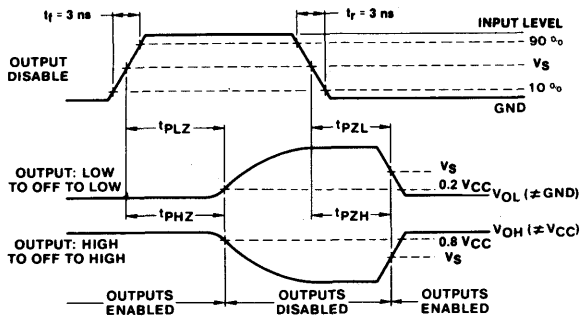 tf = 3 ns
tr = 3 ns
INPUT LEVEL
90 %
OUTPUT
DISABLE
VS
10 %
GND
tPLZ
tPZL
OUTPUT: LOW
TO OFF TO LOW
VS
0.2 VCC
VOL (≠GND)
tPHZ
tPZH
OUTPUT: HIGH
TO OFF TO HIGH
VOH (≠VCC)
0.8 VCC
VS
OUTPUTS
ENABLED
OUTPUTS
DISABLED
OUTPUTS
ENABLED